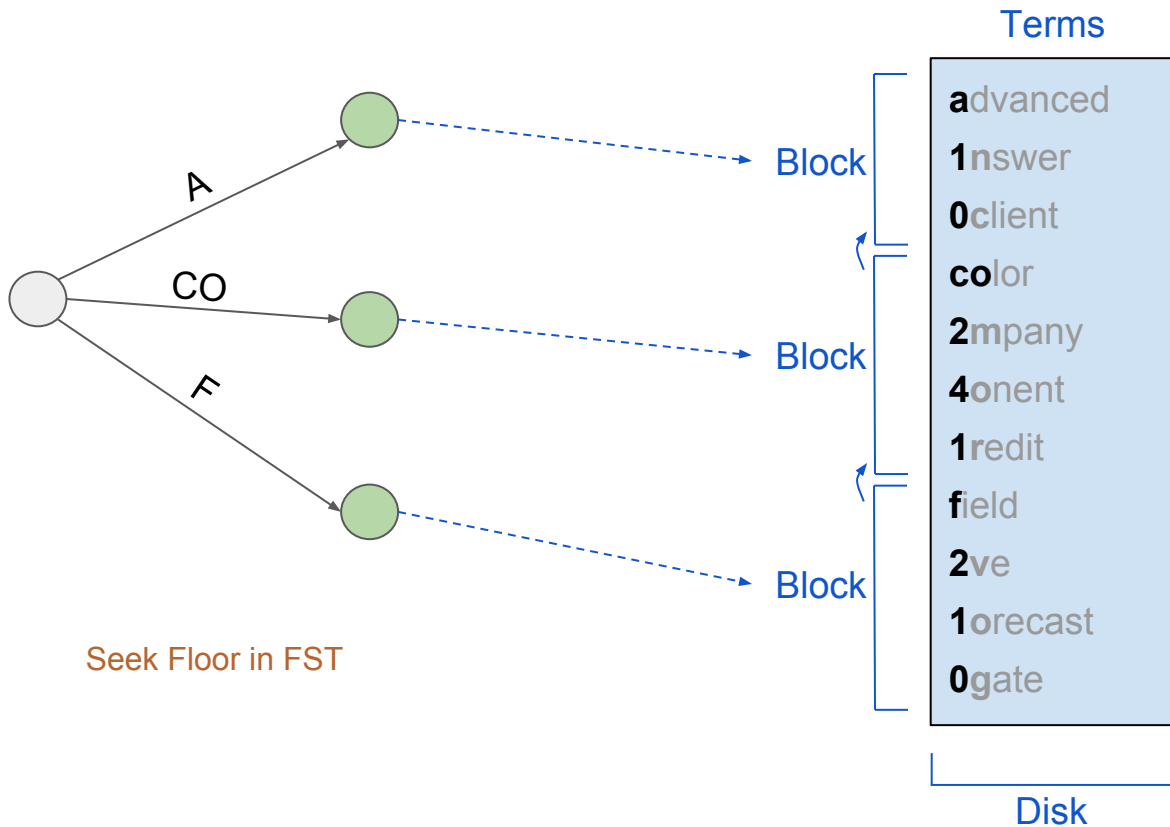 Terms
advanced
1nswer
0client
color
2mpany
4onent
1redit
field
2ve
1orecast
0gate
Disk
Block
Block
Block
A
CO
F
Seek Floor in FST